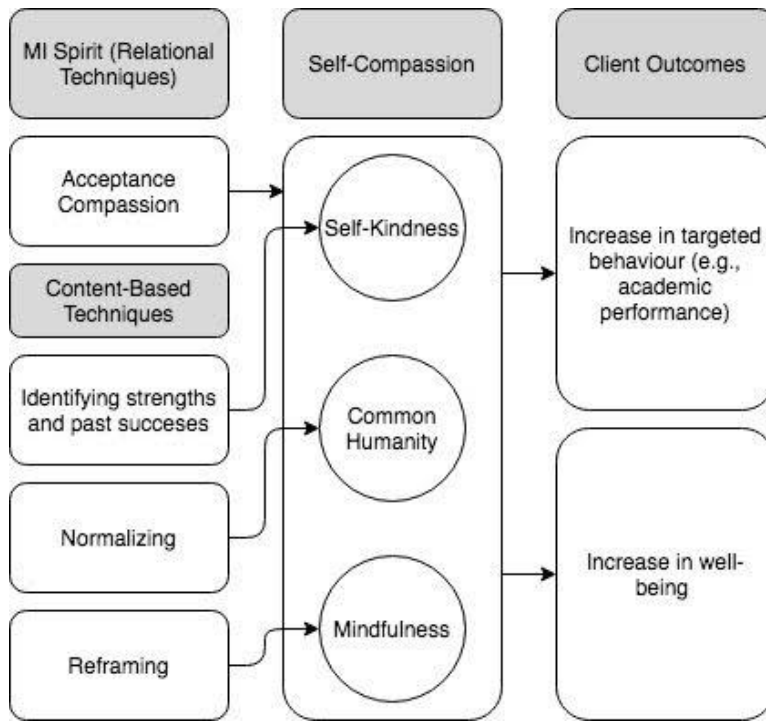 MI Spirit (Relational
Techniques)
Self-Compassion
Client Outcomes
Acceptance
Compassion
Content-Based
Techniques
Identifying strengths
and past succeses
Normalizing
Reframing
Self-Kindness
Common
Humanity
Mindfulness
Increase in targeted
behaviour (e.g.,
academic
performance)
Increase in well-
being